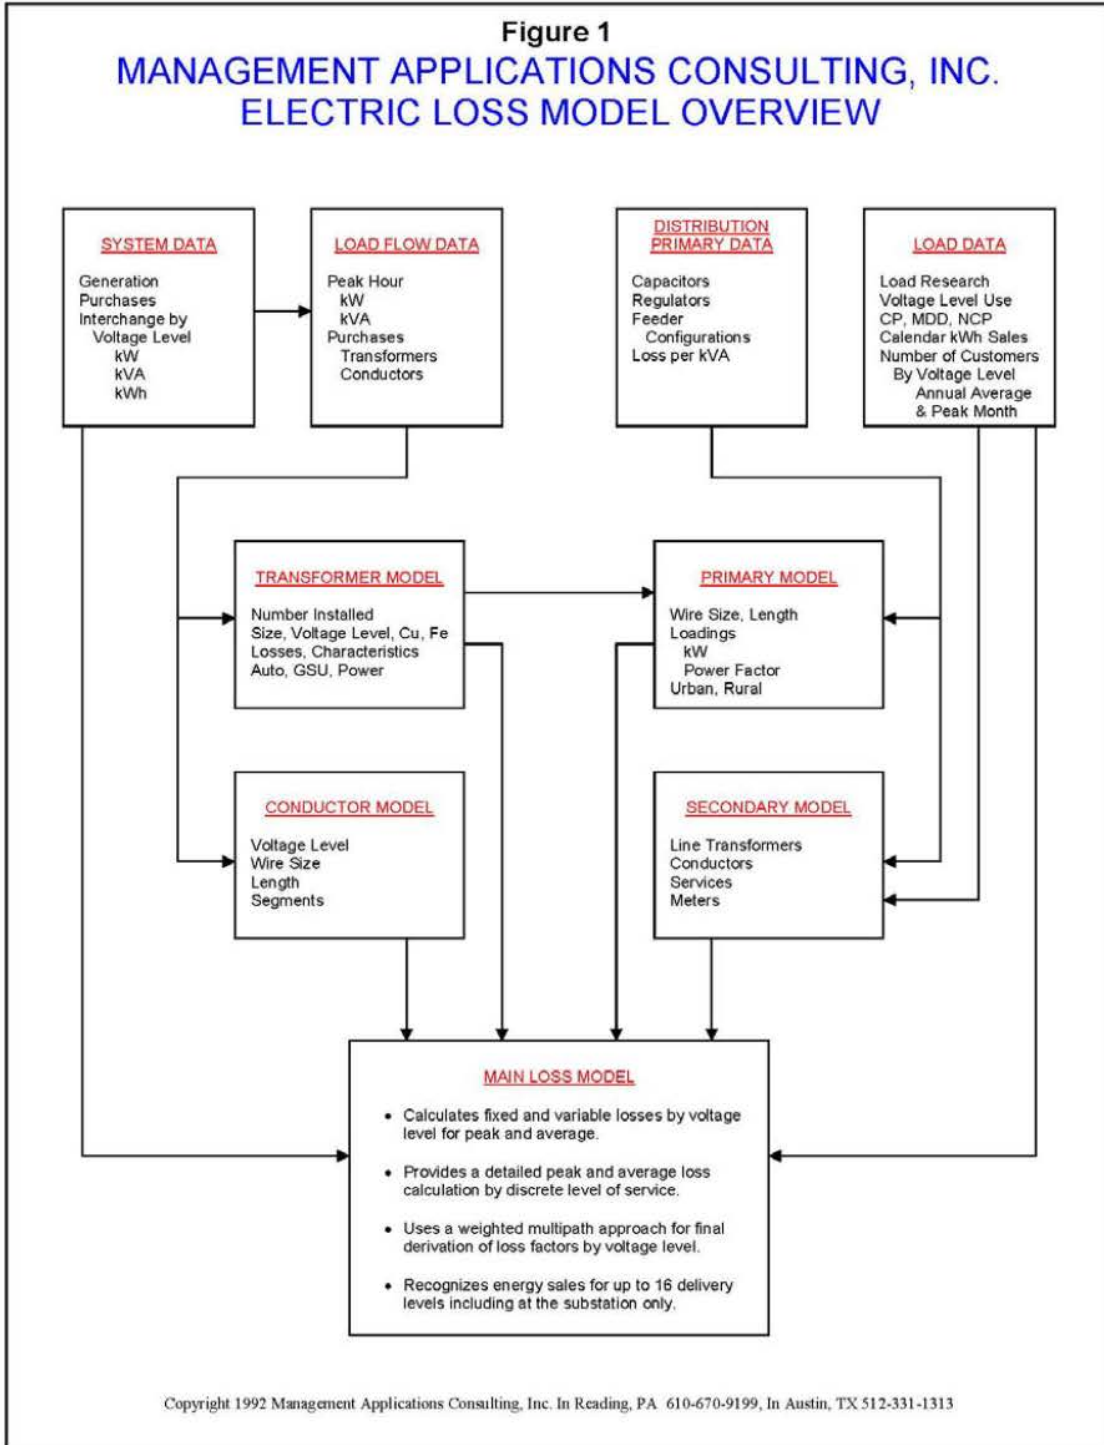 Figure 1
MANAGEMENT APPLICATIONS CONSULTING, INC.
ELECTRIC LOSS MODEL OVERVIEW
SYSTEM DATA
Generation
Purchases
Interchange by
Voltage Level
kW
kVA
kWh
LOAD FLOW DATA
Peak Hour
kW
kVA
Purchases
Transformers
Conductors
DISTRIBUTION
PRIMARY DATA
Capacitors
Regulators
Feeder
Configurations
Loss per kVA
LOAD DATA
Load Research
Voltage Level Use
CP, MDD, NCP
Calendar kWh Sales
Number of Customers
By Voltage Level
Annual Average
& Peak Month
TRANSFORMER MODEL
Number Installed
Size, Voltage Level, Cu, Fe
Losses, Characteristics
Auto, GSU, Power
PRIMARY MODEL
Wire Size, Length
Loadings
kW
Power Factor
Urban, Rural
CONDUCTOR MODEL
Voltage Level
Wire Size
Length
Segments
SECONDARY MODEL
Line Transformers
Conductors
Services
Meters
MAIN LOSS MODEL
• Calculates fixed and variable losses by voltage
level for peak and average.
• Provides a detailed peak and average loss
calculation by discrete level of service.
• Uses a weighted multipath approach for final
derivation of loss factors by voltage level.
• Recognizes energy sales for up to 16 delivery
levels including at the substation only.
Copyright 1992 Management Applications Consulting, Inc. In Reading, PA 610-670-9199, In Austin, TX 512-331-1313